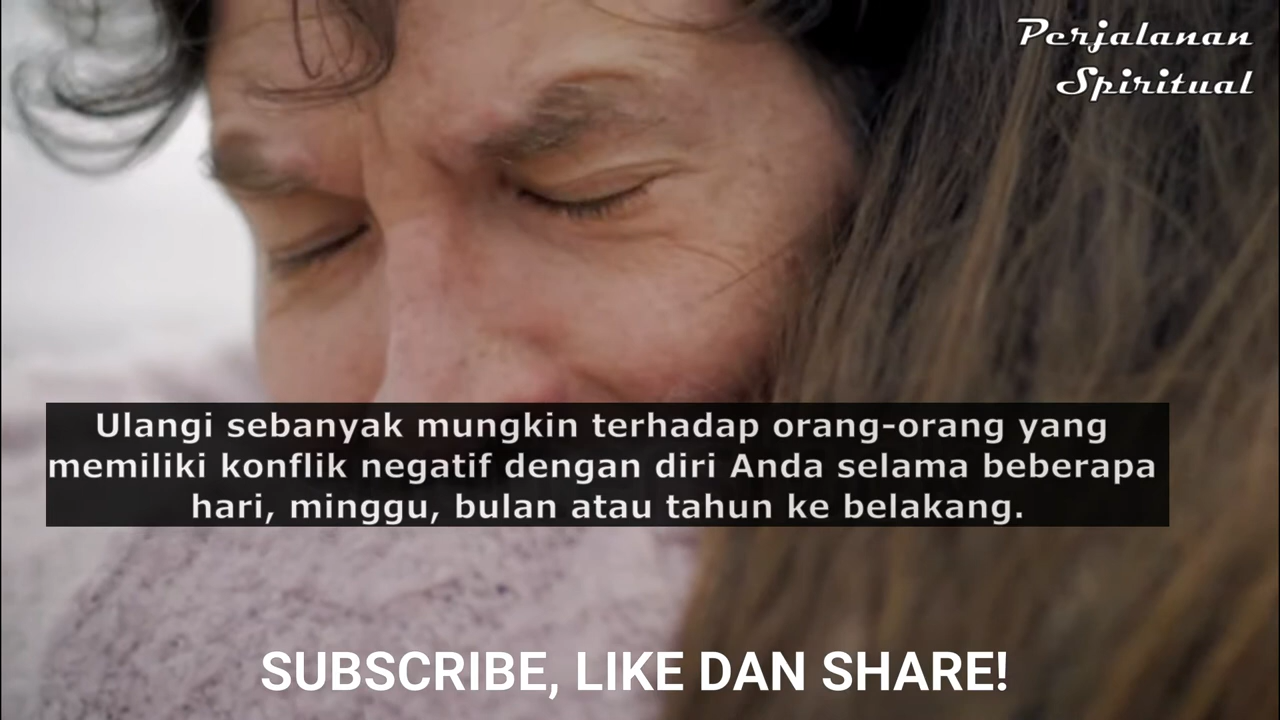 Perjalanan
Spiritual
Ulangi sebanyak mungkin terhadap orang-orang yang
memiliki konflik negatif dengan diri Anda selama beberapa
hari, minggu, bulan atau tahun ke belakang.
SUBSCRIBE, LIKE DAN SHARE!